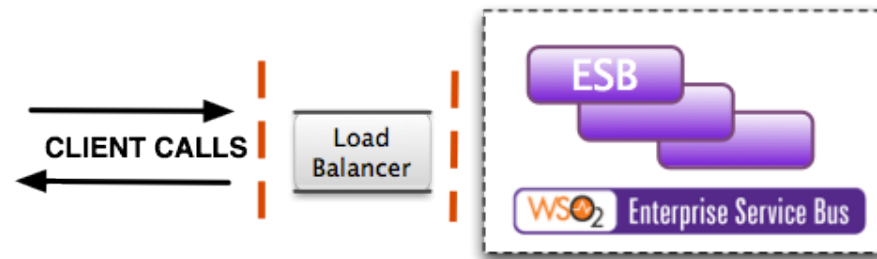 CLIENT CALLS
Load
Balancer
ESB
WSO2 Enterprise Service Bus